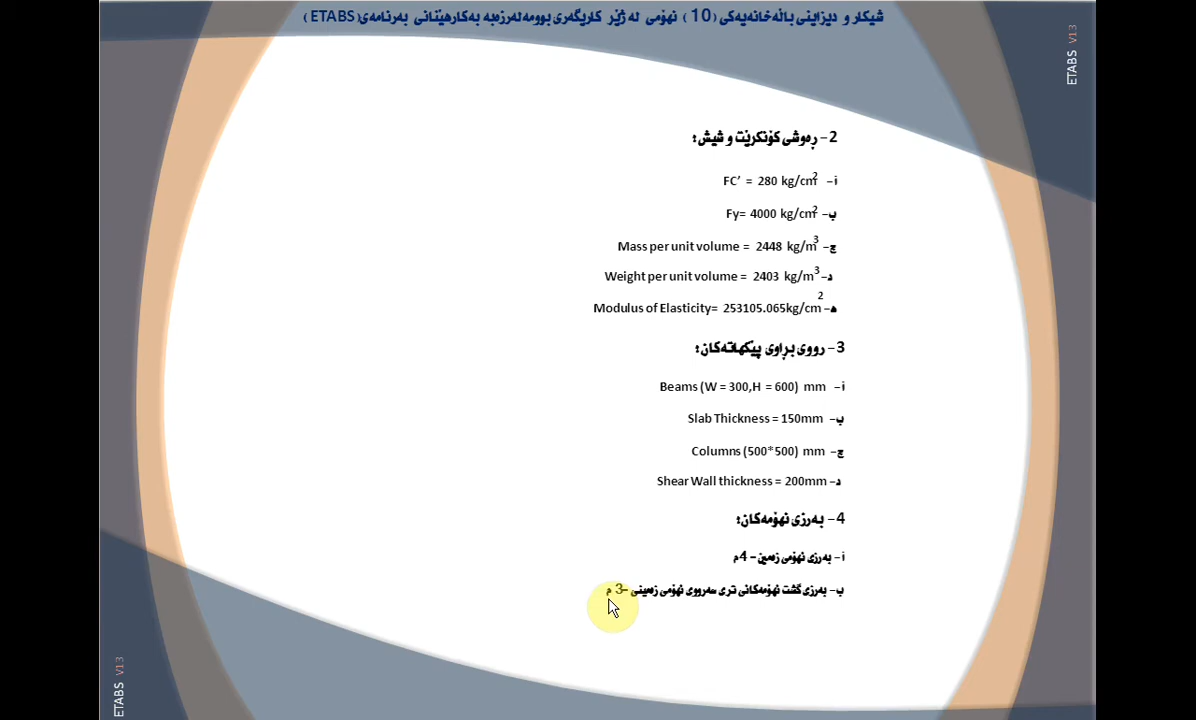 شیکار و دیزاینی باڵەخانەیەکی (10) نهۆمی لەژێر کاریگەری بوومەلەرزەبە بەکارهێنانی بەرنامەی (ETABS)
ETABS V13
2- ڕەوشی کۆنکرێت و شیش:
أ- FC' = 280 kg/cm²
ب- Fy= 4000 kg/cm²
ج- Mass per unit volume = 2448 kg/m³
د- Weight per unit volume = 2403 kg/m³
ە- Modulus of Elasticity= 253105.065kg/cm²
3- رووی بڕاوی پێکهاتەکان:
أ- Beams (W = 300,H = 600) mm
ب- Slab Thickness = 150mm
ج- Columns (500*500) mm
د- Shear Wall thickness = 200mm
4- بەرزی نهۆمەکان:
أ- بەرزی نهۆمی زەمین- 4م
ب- بەرزی گشت نهۆمەکانی تری سەرووی نهۆمی زەمینی -3 م
ETABS V13